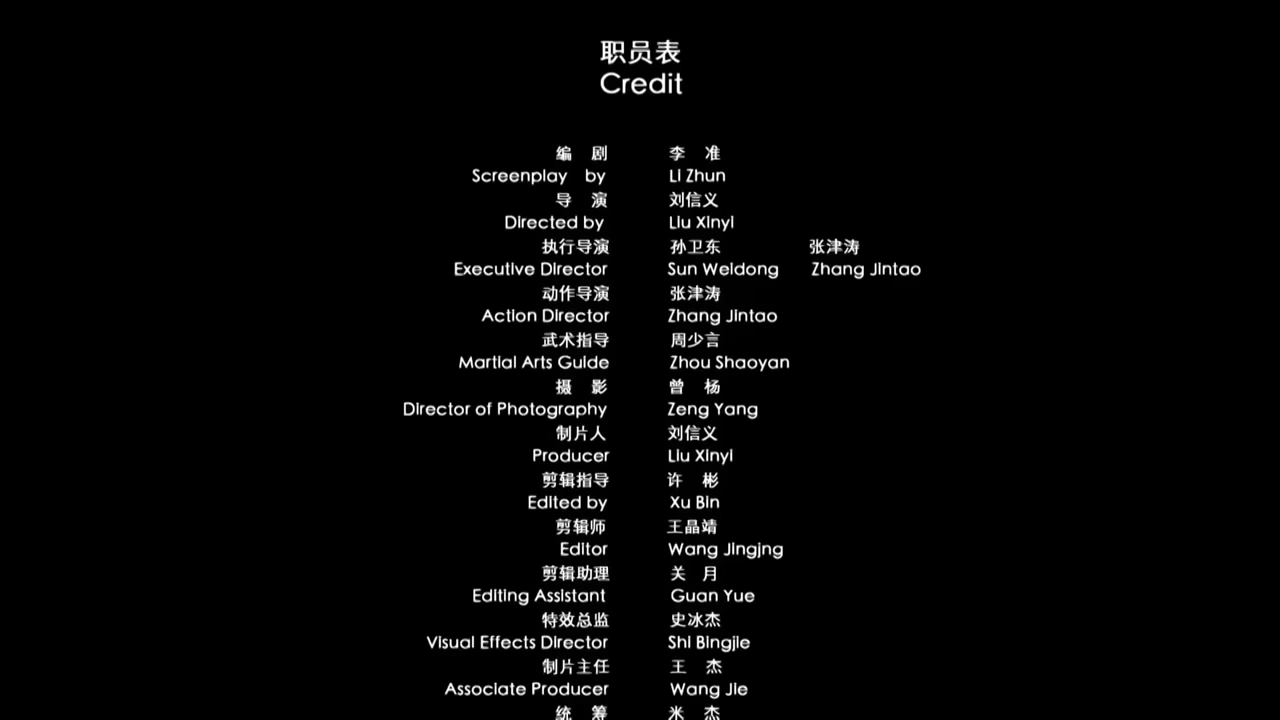 职员表
Credit
编 剧 李 准
Screenplay by Li Zhun
导 演 刘信义
Directed by Liu Xinyi
执行导演 孙卫东 张津涛
Executive Director Sun Weidong Zhang Jintao
动作导演 张津涛
Action Director Zhang Jintao
武术指导 周少言
Martial Arts Guide Zhou Shaoyan
摄 影 曾 杨
Director of Photography Zeng Yang
制片人 刘信义
Producer Liu Xinyi
剪辑指导 许 彬
Edited by Xu Bin
剪辑师 王晶靖
Editor Wang Jingjng
剪辑助理 关 月
Editing Assistant Guan Yue
特效总监 史冰杰
Visual Effects Director Shi Bingjie
制片主任 王 杰
Associate Producer Wang Jie
统 筹 米 杰